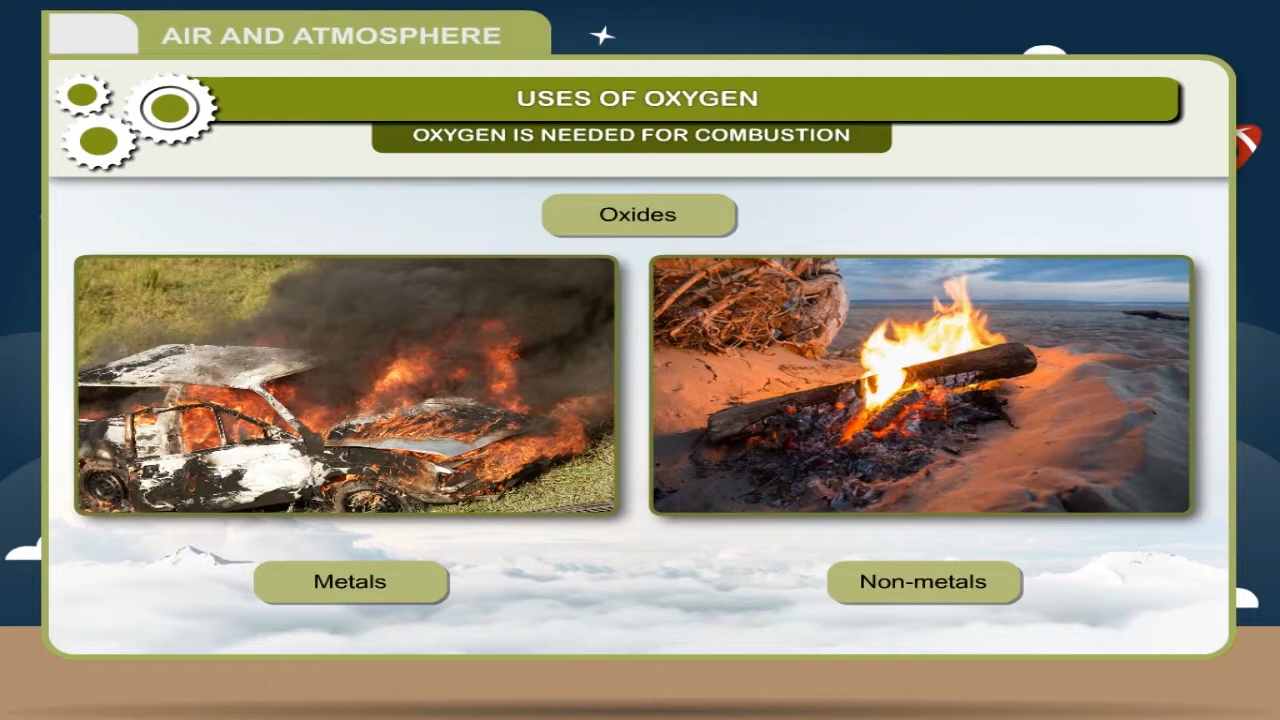 AIR AND ATMOSPHERE
USES OF OXYGEN
OXYGEN IS NEEDED FOR COMBUSTION
Oxides
Metals
Non-metals